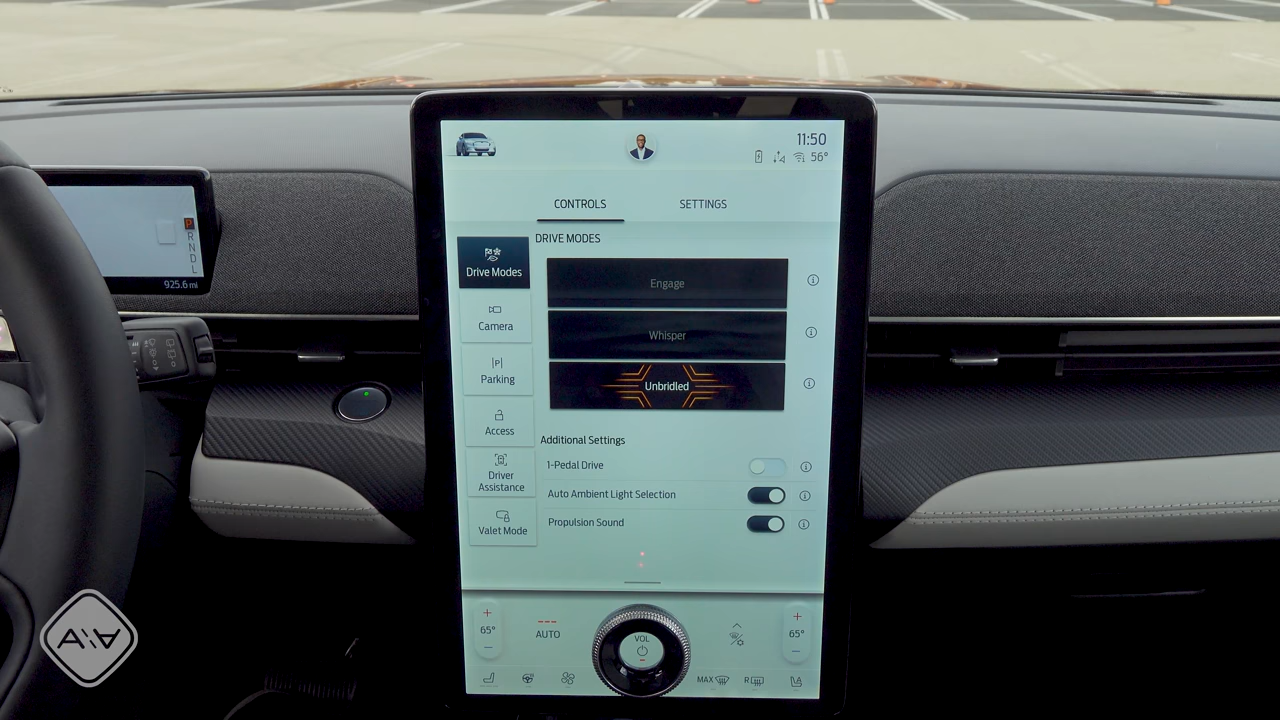 11:50
56°
CONTROLS SETTINGS
DRIVE MODES
Drive Modes
Engage
Camera
Whisper
Parking
Unbridled
Access
Additional Settings
1-Pedal Drive
Driver
Assistance
Auto Ambient Light Selection
Valet Mode
Propulsion Sound
P
R
N
D
L
925.6 mi
65°
AUTO
VOL
65°
MAX
R